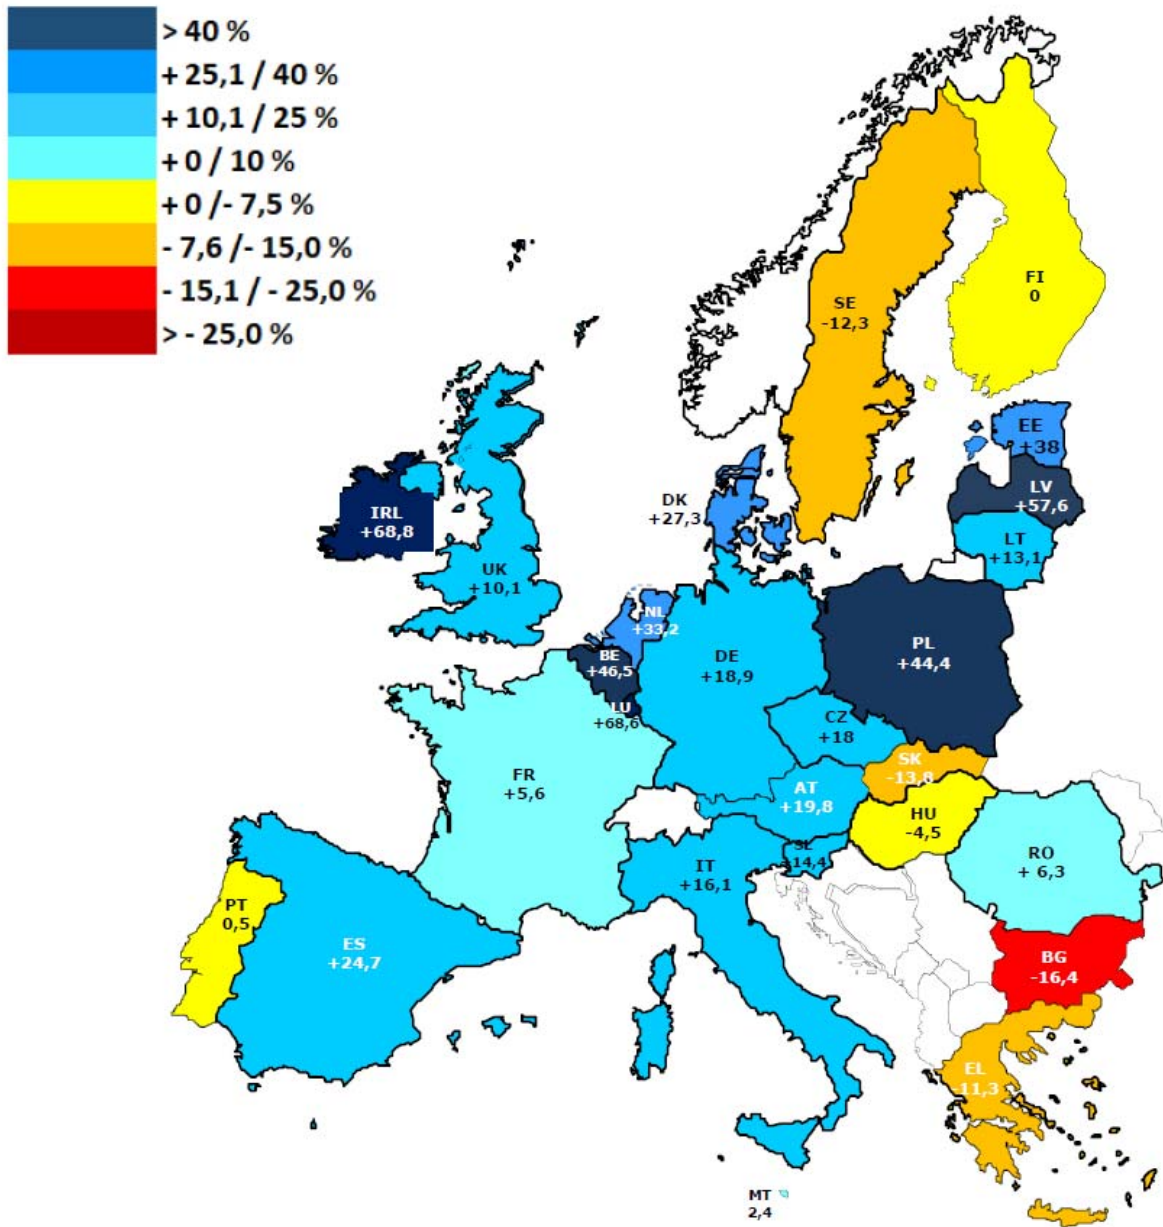 > 40 %
+ 25,1 / 40 %
+ 10,1 / 25 %
+ 0 / 10 %
+ 0 /- 7,5 %
- 7,6 /- 15,0 %
- 15,1 / - 25,0 %
> - 25,0 %
FI
0
SE
-12,3
EE
+38
LV
+57,6
DK
+27,3
IRL
+68,8
LT
+13,1
UK
+10,1
NL
+33,2
PL
+44,4
BE
+46,5
DE
+18,9
LU
+68,6
CZ
+18
SK
-13,8
FR
+5,6
AT
+19,8
HU
-4,5
SL
+14,4
RO
+ 6,3
IT
+16,1
PT
0,5
ES
+24,7
BG
-16,4
EL
-11,3
MT
2,4